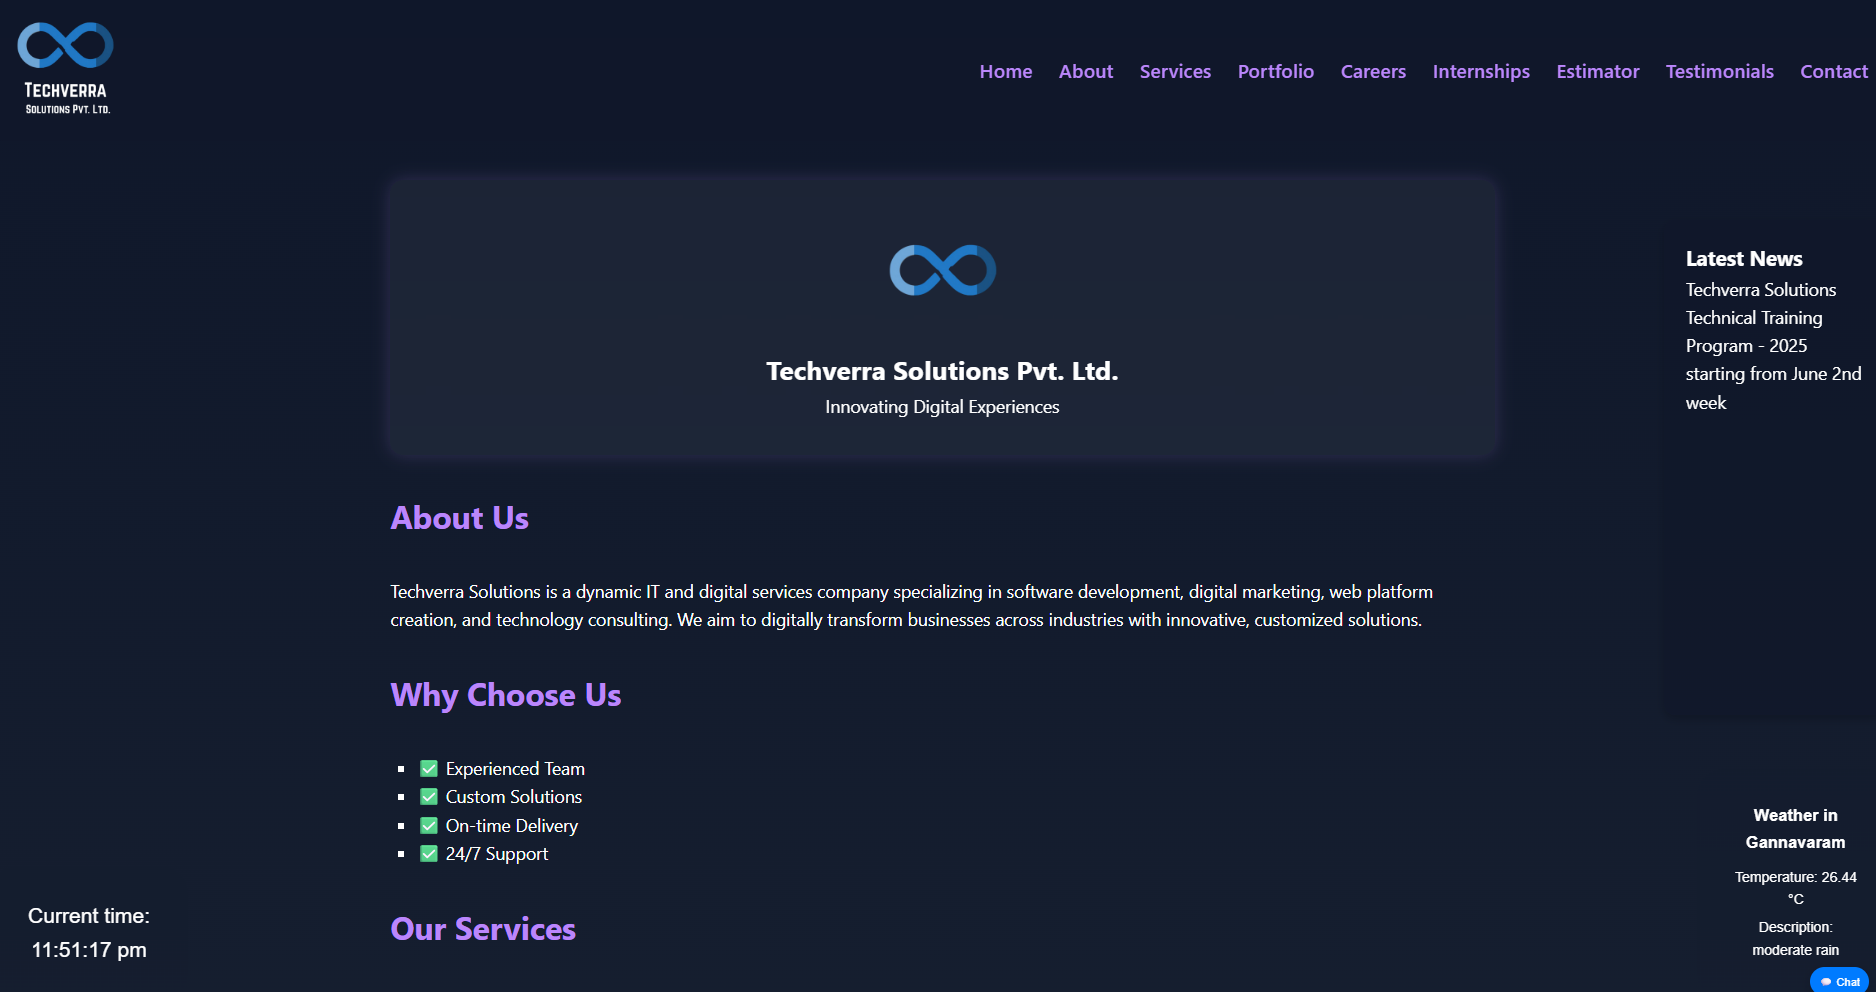 TECHVERRA
SOLUTIONS PVT. LTD.
Home About Services Portfolio Careers Internships Estimator Testimonials Contact
Techverra Solutions Pvt. Ltd.
Innovating Digital Experiences
Latest News
Techverra Solutions
Technical Training
Program - 2025
starting from June 2nd
week
About Us
Techverra Solutions is a dynamic IT and digital services company specializing in software development, digital marketing, web platform
creation, and technology consulting. We aim to digitally transform businesses across industries with innovative, customized solutions.
Why Choose Us
▪ ✅ Experienced Team
▪ ✅ Custom Solutions
▪ ✅ On-time Delivery
▪ ✅ 24/7 Support
Our Services
Current time:
11:51:17 pm
Weather in
Gannavaram
Temperature: 26.44
°C
Description:
moderate rain
💬 Chat